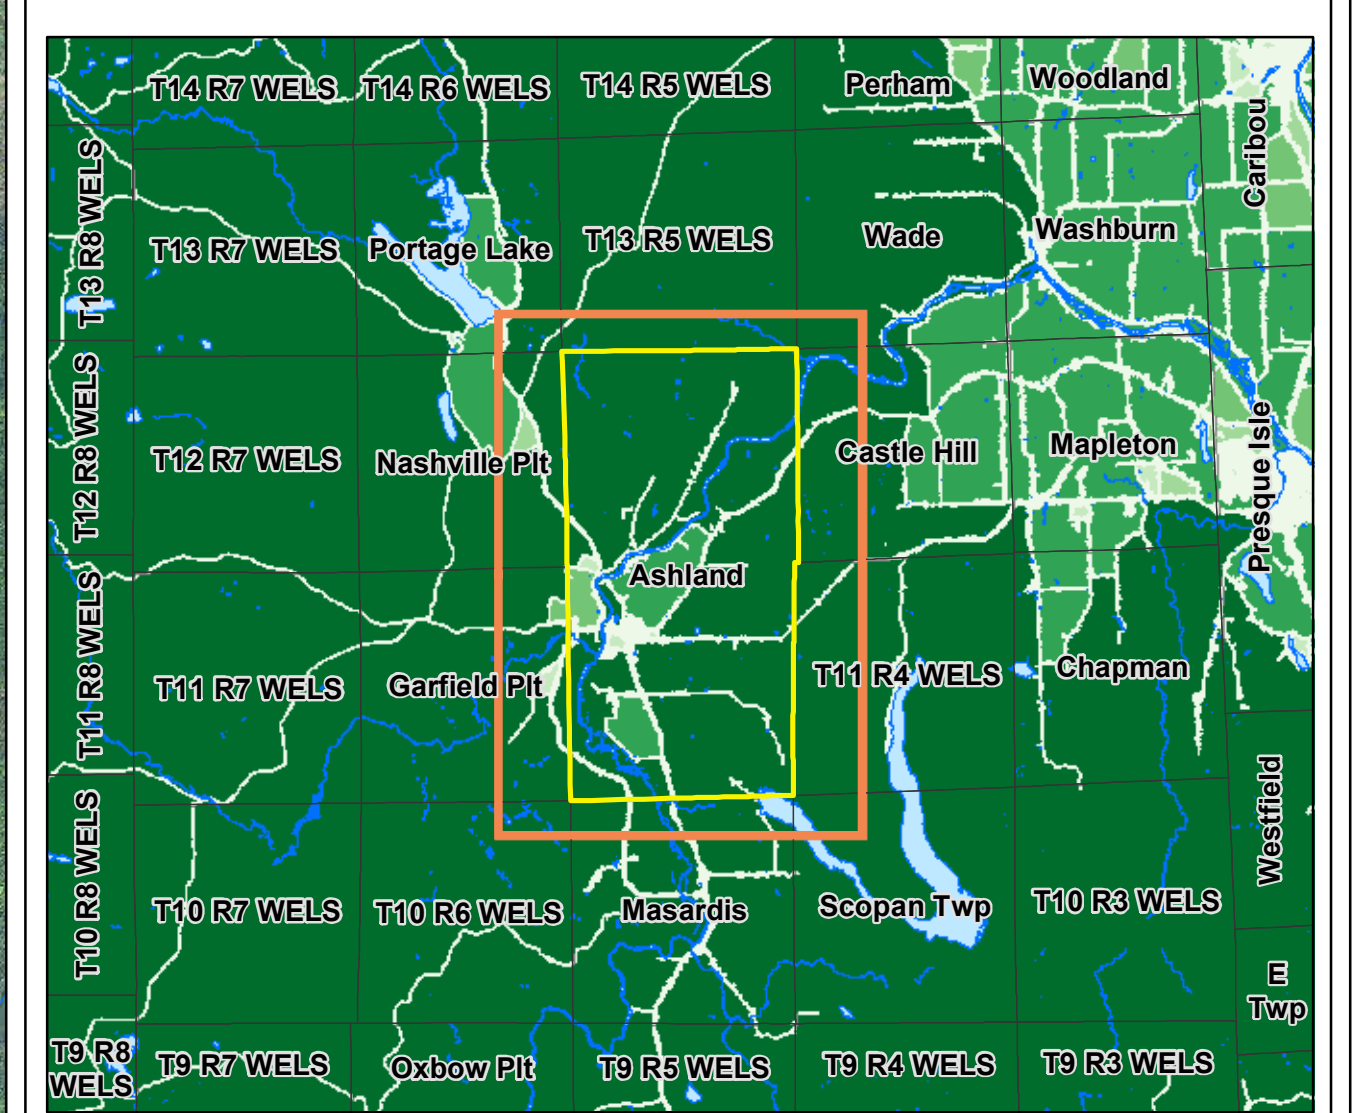 T14 R7 WELS
T14 R6 WELS
T14 R5 WELS
Perham
Woodland
Caribou
T13 R8 WELS
T13 R7 WELS
Portage Lake
T13 R5 WELS
Wade
Washburn
T12 R8 WELS
T12 R7 WELS
Nashville Plt
Castle Hill
Mapleton
Presque Isle
Ashland
T11 R8 WELS
T11 R7 WELS
Garfield Plt
T11 R4 WELS
Chapman
Westfield
T10 R8 WELS
T10 R7 WELS
T10 R6 WELS
Masardis
Scopan Twp
T10 R3 WELS
E
Twp
T9 R8
WELS
T9 R7 WELS
Oxbow Plt
T9 R5 WELS
T9 R4 WELS
T9 R3 WELS